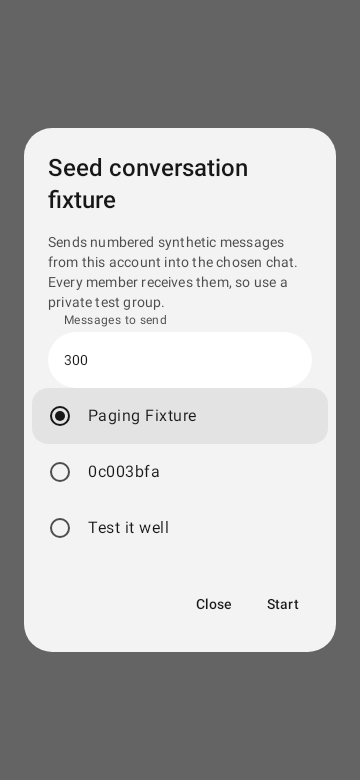 Seed conversation
fixture
Sends numbered synthetic messages
from this account into the chosen chat.
Every member receives them, so use a
private test group.
Messages to send
300
Paging Fixture
0c003bfa
Test it well
Close Start